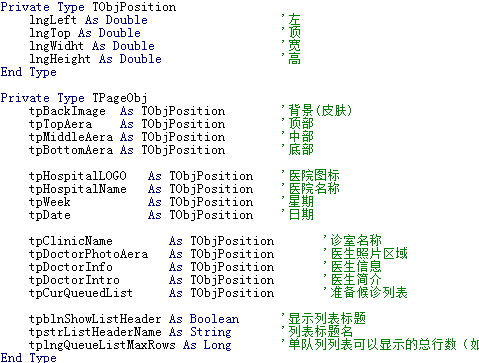 Private Type TObjPosition
lngLeft As Double '左
lngTop As Double '顶
lngWidht As Double '宽
lngHeight As Double '高
End Type
Private Type TPageObj
tpBackImage As TObjPosition '背景(皮肤)
tpTopAera As TObjPosition '顶部
tpMiddleAera As TObjPosition '中部
tpBottomAera As TObjPosition '底部
tpHospitalLOGO As TObjPosition '医院图标
tpHospitalName As TObjPosition '医院名称
tpWeek As TObjPosition '星期
tpDate As TObjPosition '日期
tpClinicName As TObjPosition '诊室名称
tpDoctorPhotoAera As TObjPosition '医生照片区域
tpDoctorInfo As TObjPosition '医生信息
tpDoctorIntro As TObjPosition '医生简介
tpCurQueuedList As TObjPosition '准备候诊列表
tpblnShowListHeader As Boolean '显示列表标题
tpstrListHeaderName As String '列表标题名
tplngQueueListMaxRows As Long '单队列列表可以显示的总行数（如
End Type